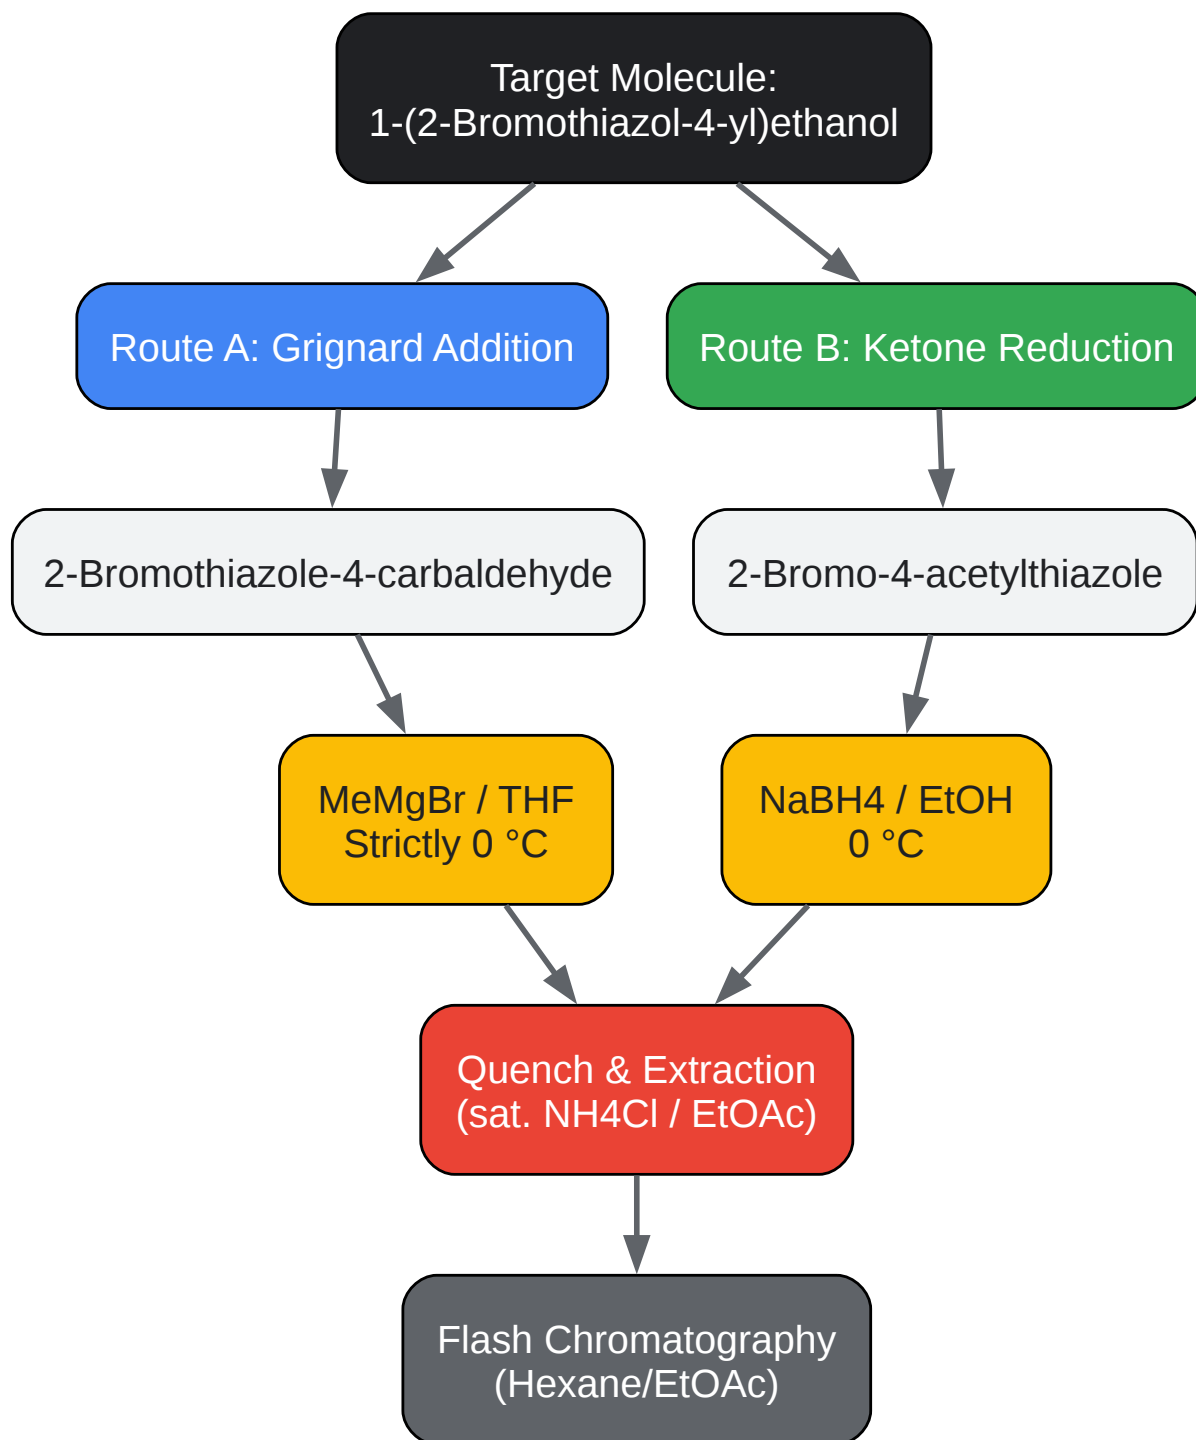 Target Molecule:
1-(2-Bromothiazol-4-yl)ethanol
Route A: Grignard Addition
Route B: Ketone Reduction
2-Bromothiazole-4-carbaldehyde
2-Bromo-4-acetylthiazole
MeMgBr / THF
Strictly 0 °C
NaBH4 / EtOH
0 °C
Quench & Extraction
(sat. NH4Cl / EtOAc)
Flash Chromatography
(Hexane/EtOAc)